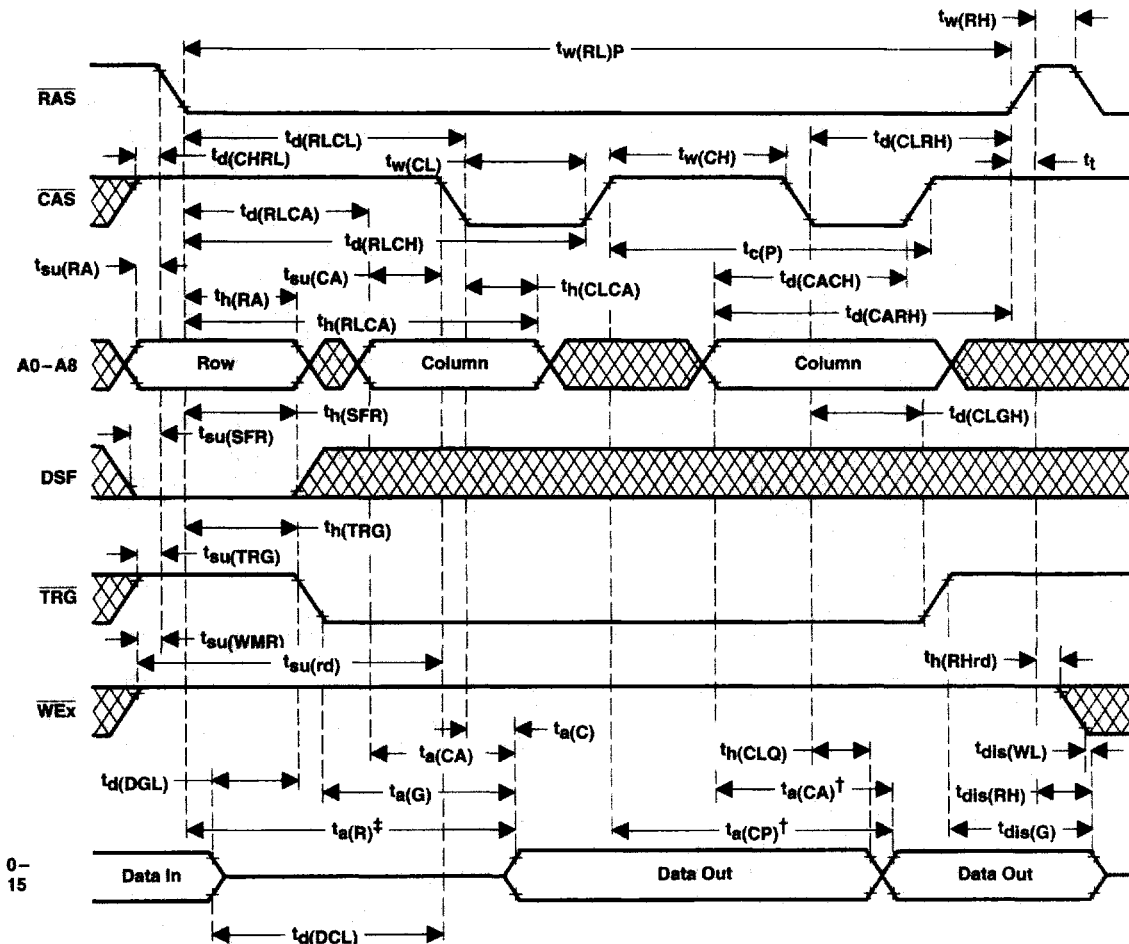 tw(RH)
tw(RL)P
RAS
td(RLCL)
td(CLRH)
td(CHRL)
tw(CL)
tw(CH)
tt
CAS
td(RLCA)
td(RLCH)
tc(P)
tsu(RA)
tsu(CA)
td(CACH)
th(RA)
th(CLCA)
th(RLCA)
td(CARH)
A0–A8
Row
Column
Column
th(SFR)
td(CLGH)
tsu(SFR)
DSF
th(TRG)
tsu(TRG)
TRG
tsu(WMR)
tsu(rd)
th(RHrd)
WEx
ta(C)
ta(CA)
th(CLQ)
tdis(WL)
td(DGL)
ta(G)
ta(CA)†
tdis(RH)
ta(R)‡
ta(CP)†
tdis(G)
0–
15
Data In
Data Out
Data Out
td(DCL)